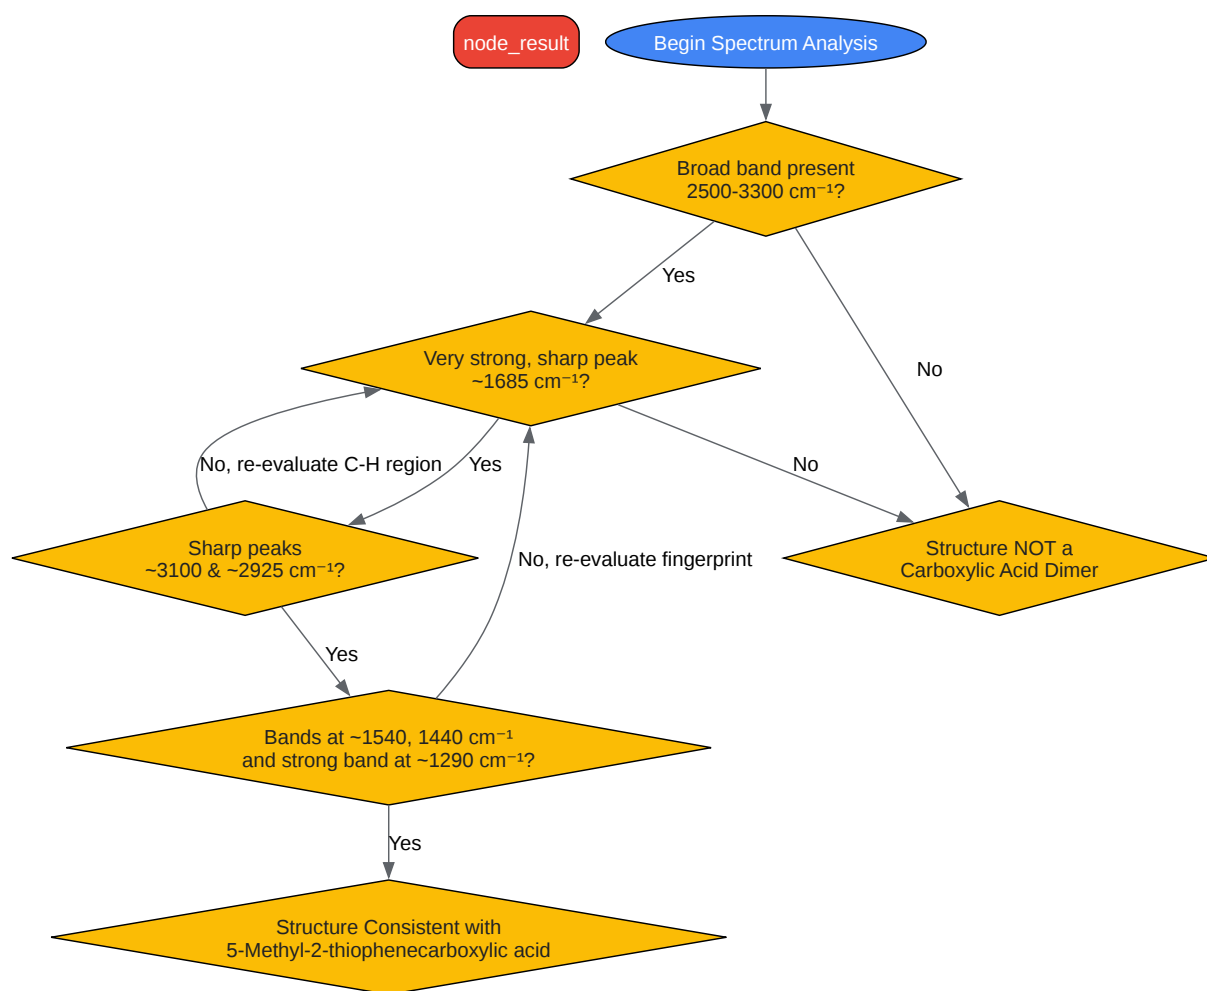 node_result
Begin Spectrum Analysis
Broad band present
2500-3300 cm⁻¹?
Yes
No
Very strong, sharp peak
~1685 cm⁻¹?
No, re-evaluate C-H region
Yes
No
Sharp peaks
~3100 & ~2925 cm⁻¹?
Structure NOT a
Carboxylic Acid Dimer
No, re-evaluate fingerprint
Yes
Bands at ~1540, 1440 cm⁻¹
and strong band at ~1290 cm⁻¹?
Yes
Structure Consistent with
5-Methyl-2-thiophenecarboxylic acid